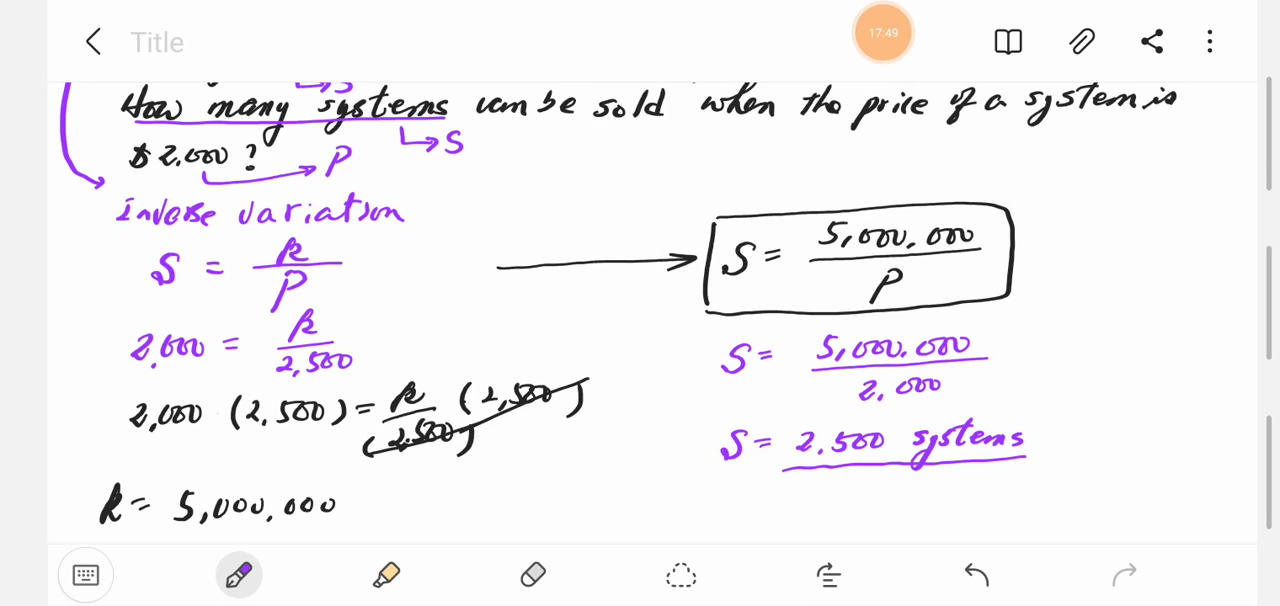 Title
17:49
S
How many systems can be sold when the price of a system is
S
$ 2,000 ?
P
Inverse variation
S = k/P
S = 5,000.000/P
2,000 = k/2,500
S = 5,000.000/2.000
2,000 (2.500) = k/(2.500) (2,500)
S = 2.500 systems
k = 5,000.000